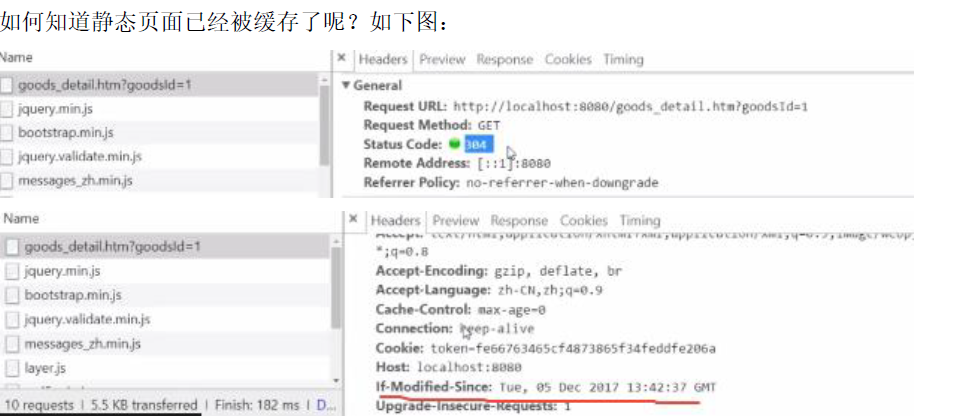 如何知道静态页面已经被缓存了呢？如下图：
Name
× Headers Preview Response Cookies Timing
goods_detail.htm?goodsId=1
▼ General
Request URL: http://localhost:8080/goods_detail.htm?goodsId=1
jquery.min.js
Request Method: GET
bootstrap.min.js
Status Code: 304
jquery.validate.min.js
Remote Address: [::1]:8080
messages_zh.min.js
Referrer Policy: no-referrer-when-downgrade
Name
× Headers Preview Response Cookies Timing
goods_detail.htm?goodsId=1
*;q=0.8
jquery.min.js
Accept-Encoding: gzip, deflate, br
bootstrap.min.js
Accept-Language: zh-CN,zh;q=0.9
Cache-Control: max-age=0
jquery.validate.min.js
Connection: keep-alive
messages_zh.min.js
Cookie: token=fe66763465cf4873865f34feddfe206a
layer.js
Host: localhost:8080
If-Modified-Since: Tue, 05 Dec 2017 13:42:37 GMT
10 requests | 5.5 KB transferred | Finish: 182 ms | D...
Upgrade-Insecure-Requests: 1